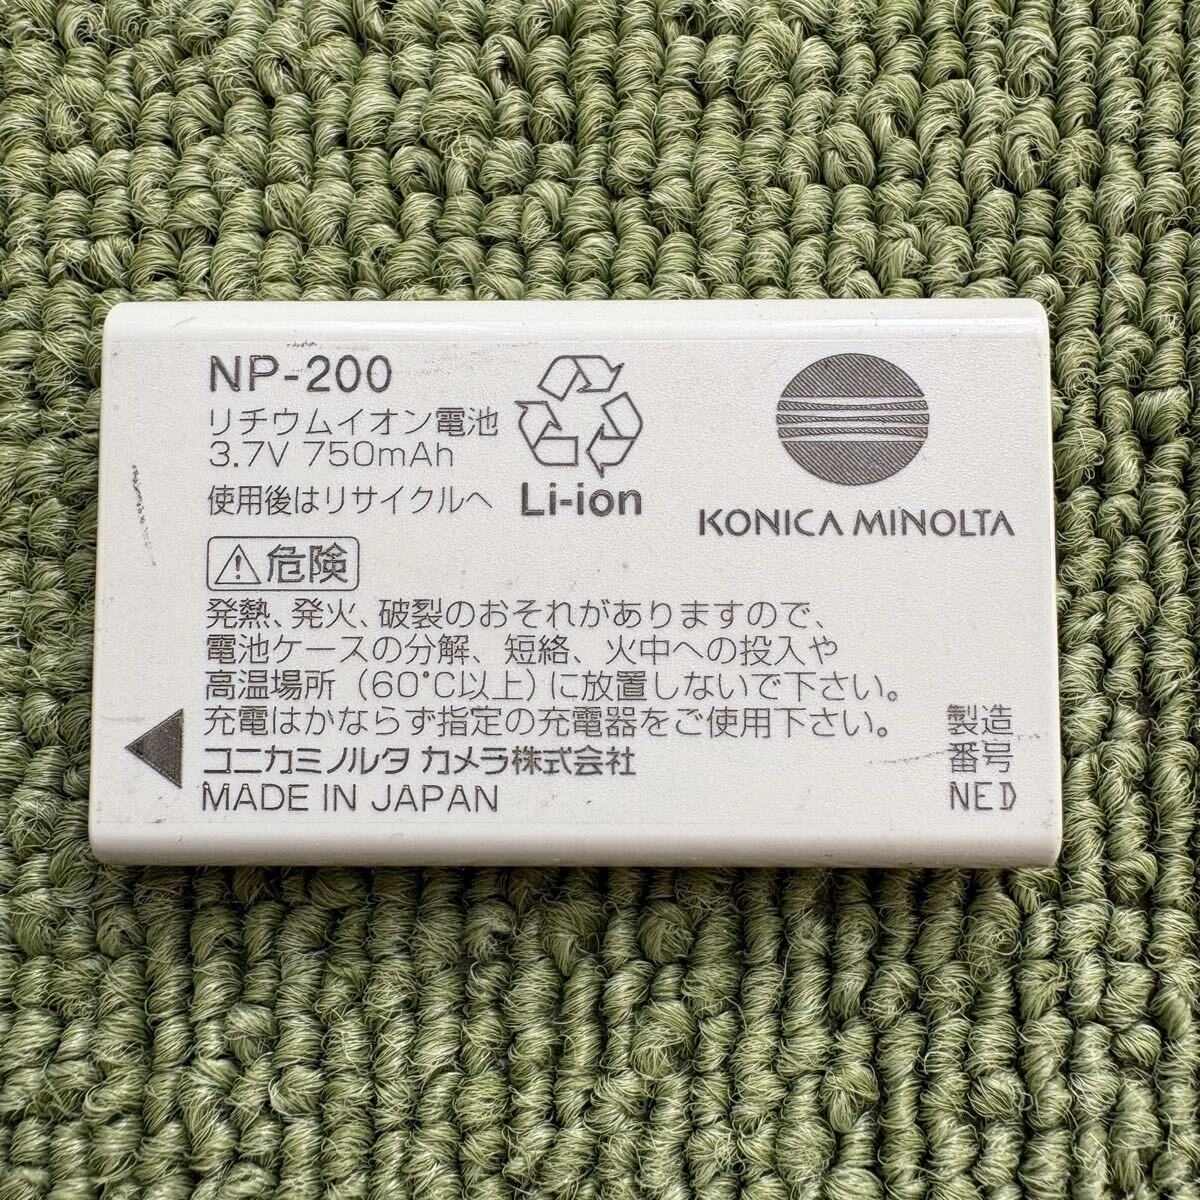 NP-200
リチウムイオン電池
3.7V 750mAh
使用後はリサイクルへ
Li-ion
KONICA MINOLTA
危険
発熱、発火、破裂のおそれがありますので、
電池ケースの分解、短絡、火中への投入や
高温場所（60°C以上）に放置しないで下さい。
充電はかならず指定の充電器をご使用下さい。
コニカミノルタ カメラ株式会社
MADE IN JAPAN
製造
番号
NED